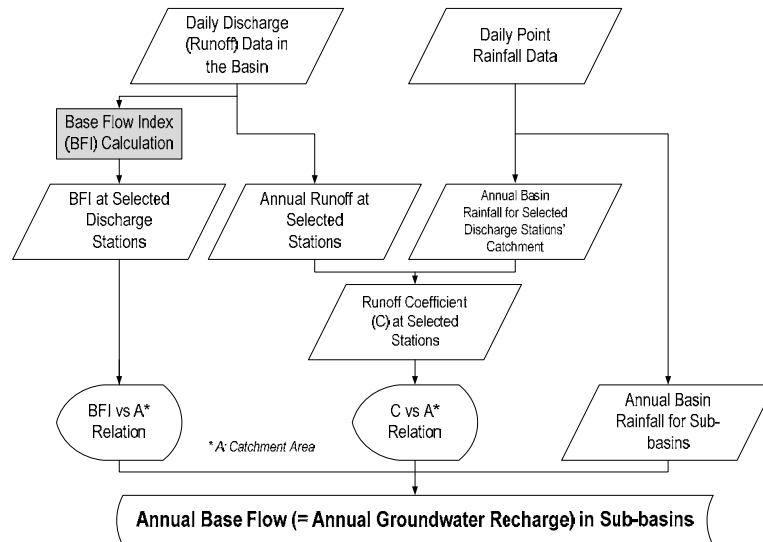 Daily Discharge
(Runoff) Data in
the Basin
Daily Point
Rainfall Data
Base Flow Index
(BFI) Calculation
BFI at Selected
Discharge
Stations
Annual Runoff at
Selected
Stations
Annual Basin
Rainfall for Selected
Discharge Stations'
Catchment
Runoff Coefficient
(C) at Selected
Stations
BFI vs A*
Relation
* A: Catchment Area
C vs A*
Relation
Annual Basin
Rainfall for Sub-
basins
Annual Base Flow (= Annual Groundwater Recharge) in Sub-basins